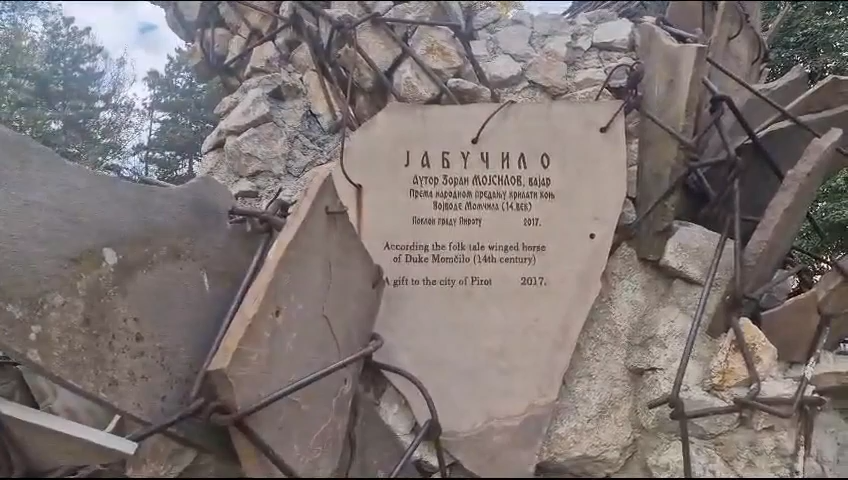 ЈАБУЧИЛО
АУТОР ЗОРАН МОЈСИЛОВ, ВАЈАР
ПРЕМА НАРОДНОМ ПРЕДАЊУ КРИЛАТИ КОЊ
ВОЈВОДЕ МОМЧИЛА (14.ВЕК)
ПОКЛОН ГРАДУ ПИРОТУ 2017.
ACCORDING THE FOLK TALE WINGED HORSE
OF DUKE MOMČILO (14TH CENTURY)
A GIFT TO THE CITY OF PIROT 2017.